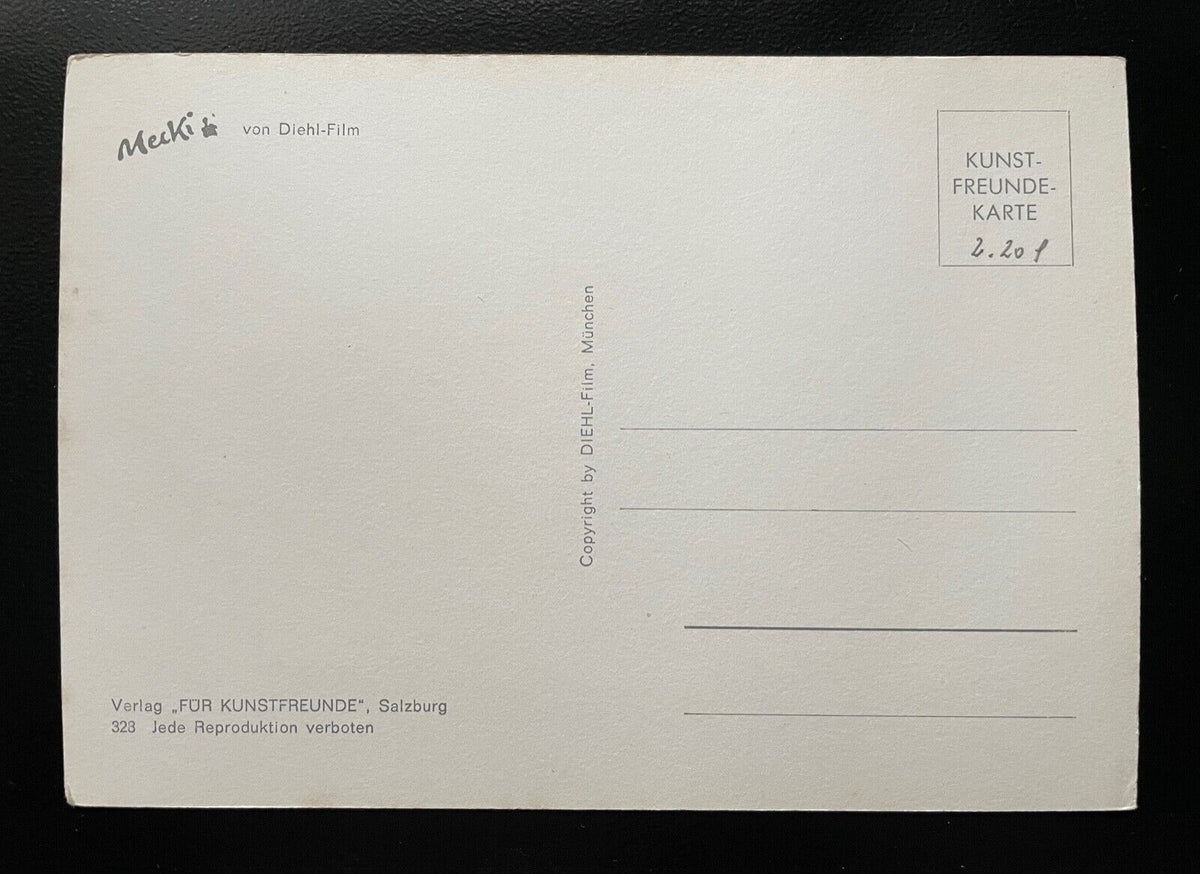 Mecki von Diehl-Film
KUNST-
FREUNDE-
KARTE
2.20
Copyright by DIEHL-Film, München
Verlag „FÜR KUNSTFREUNDE“, Salzburg
328 Jede Reproduktion verboten